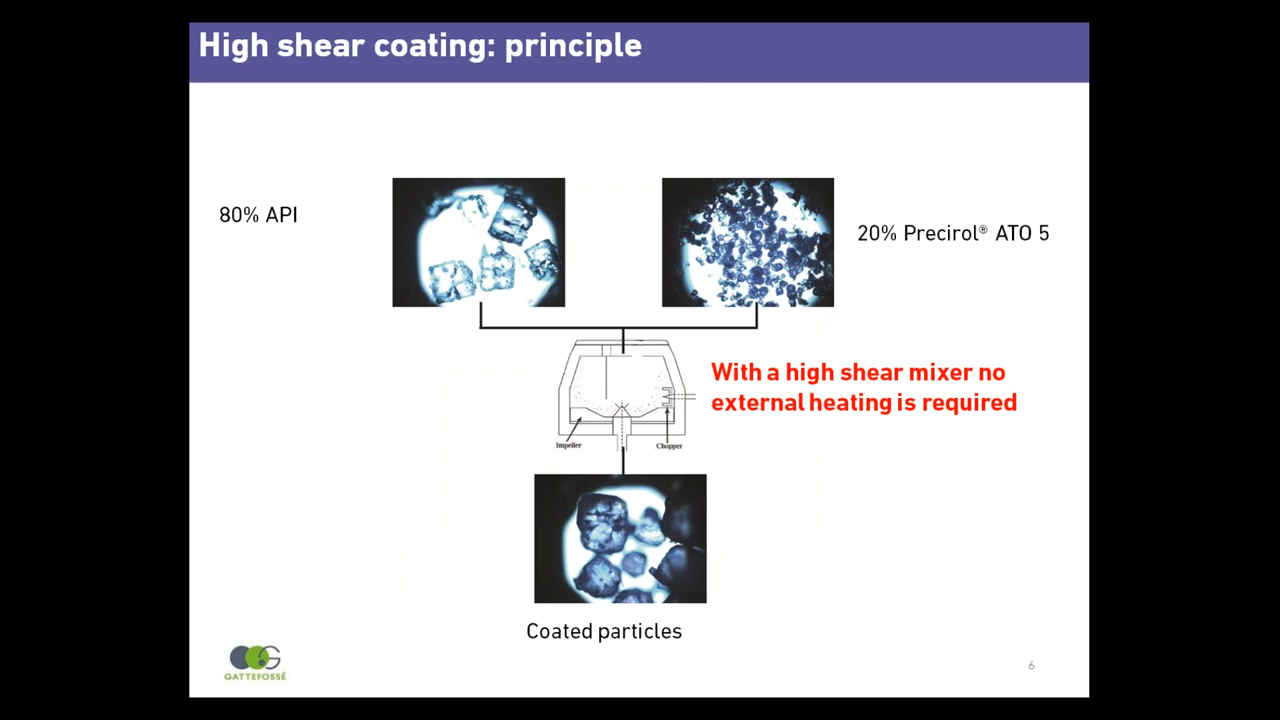 High shear coating: principle
80% API
20% Precirol® ATO 5
With a high shear mixer no
external heating is required
Impeller
Chopper
Coated particles
GATTEFOSSÉ
6